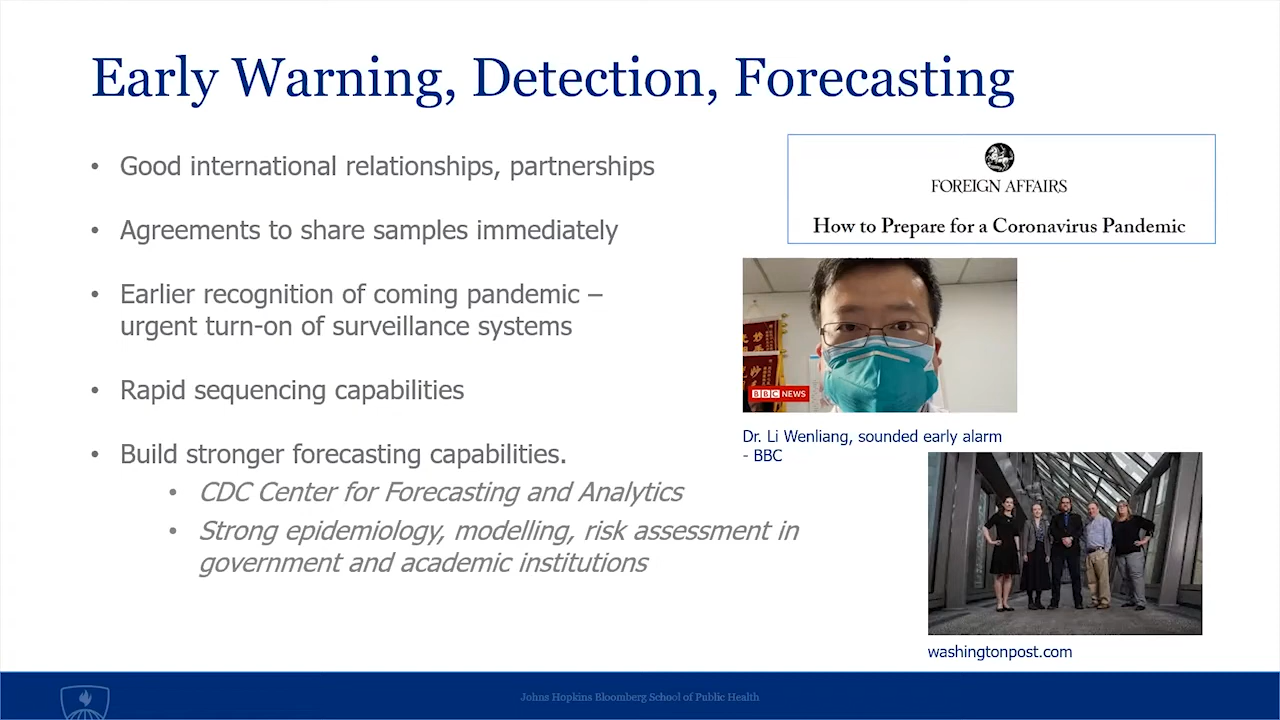 Early Warning, Detection, Forecasting
• Good international relationships, partnerships
• Agreements to share samples immediately
• Earlier recognition of coming pandemic –
urgent turn-on of surveillance systems
• Rapid sequencing capabilities
• Build stronger forecasting capabilities.
• CDC Center for Forecasting and Analytics
• Strong epidemiology, modelling, risk assessment in
government and academic institutions
FOREIGN AFFAIRS
How to Prepare for a Coronavirus Pandemic
BBC NEWS
Dr. Li Wenliang, sounded early alarm
- BBC
washingtonpost.com
Johns Hopkins Bloomberg School of Public Health